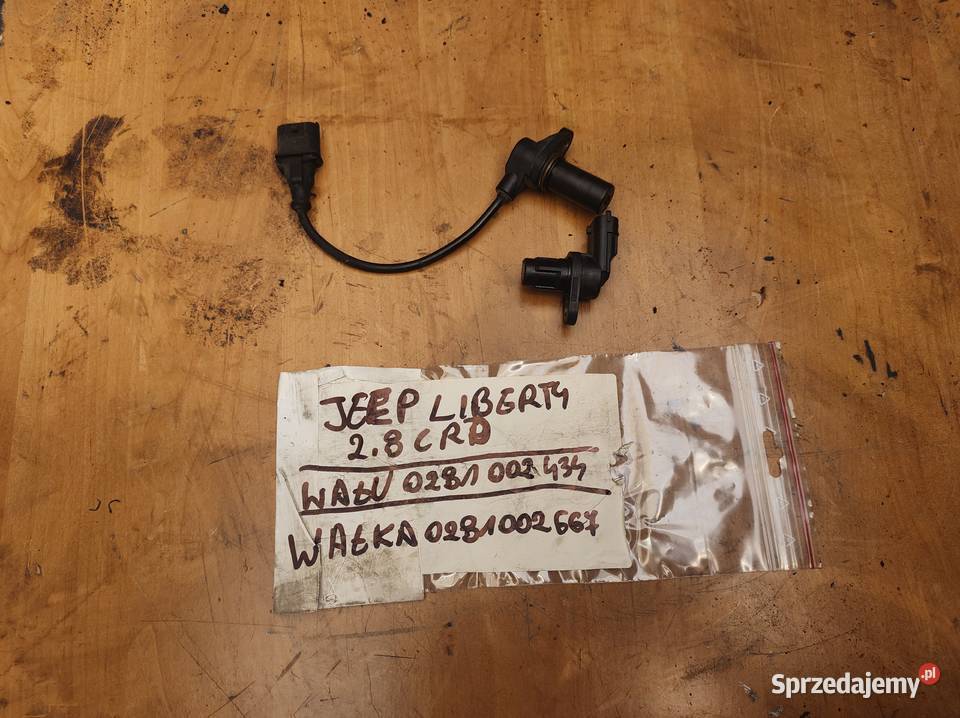 JEEP LIBERTY
2.8 CRD
WAŁU 0281 002 434
WAŁKA 0281002667
Sprzedajemy.pl